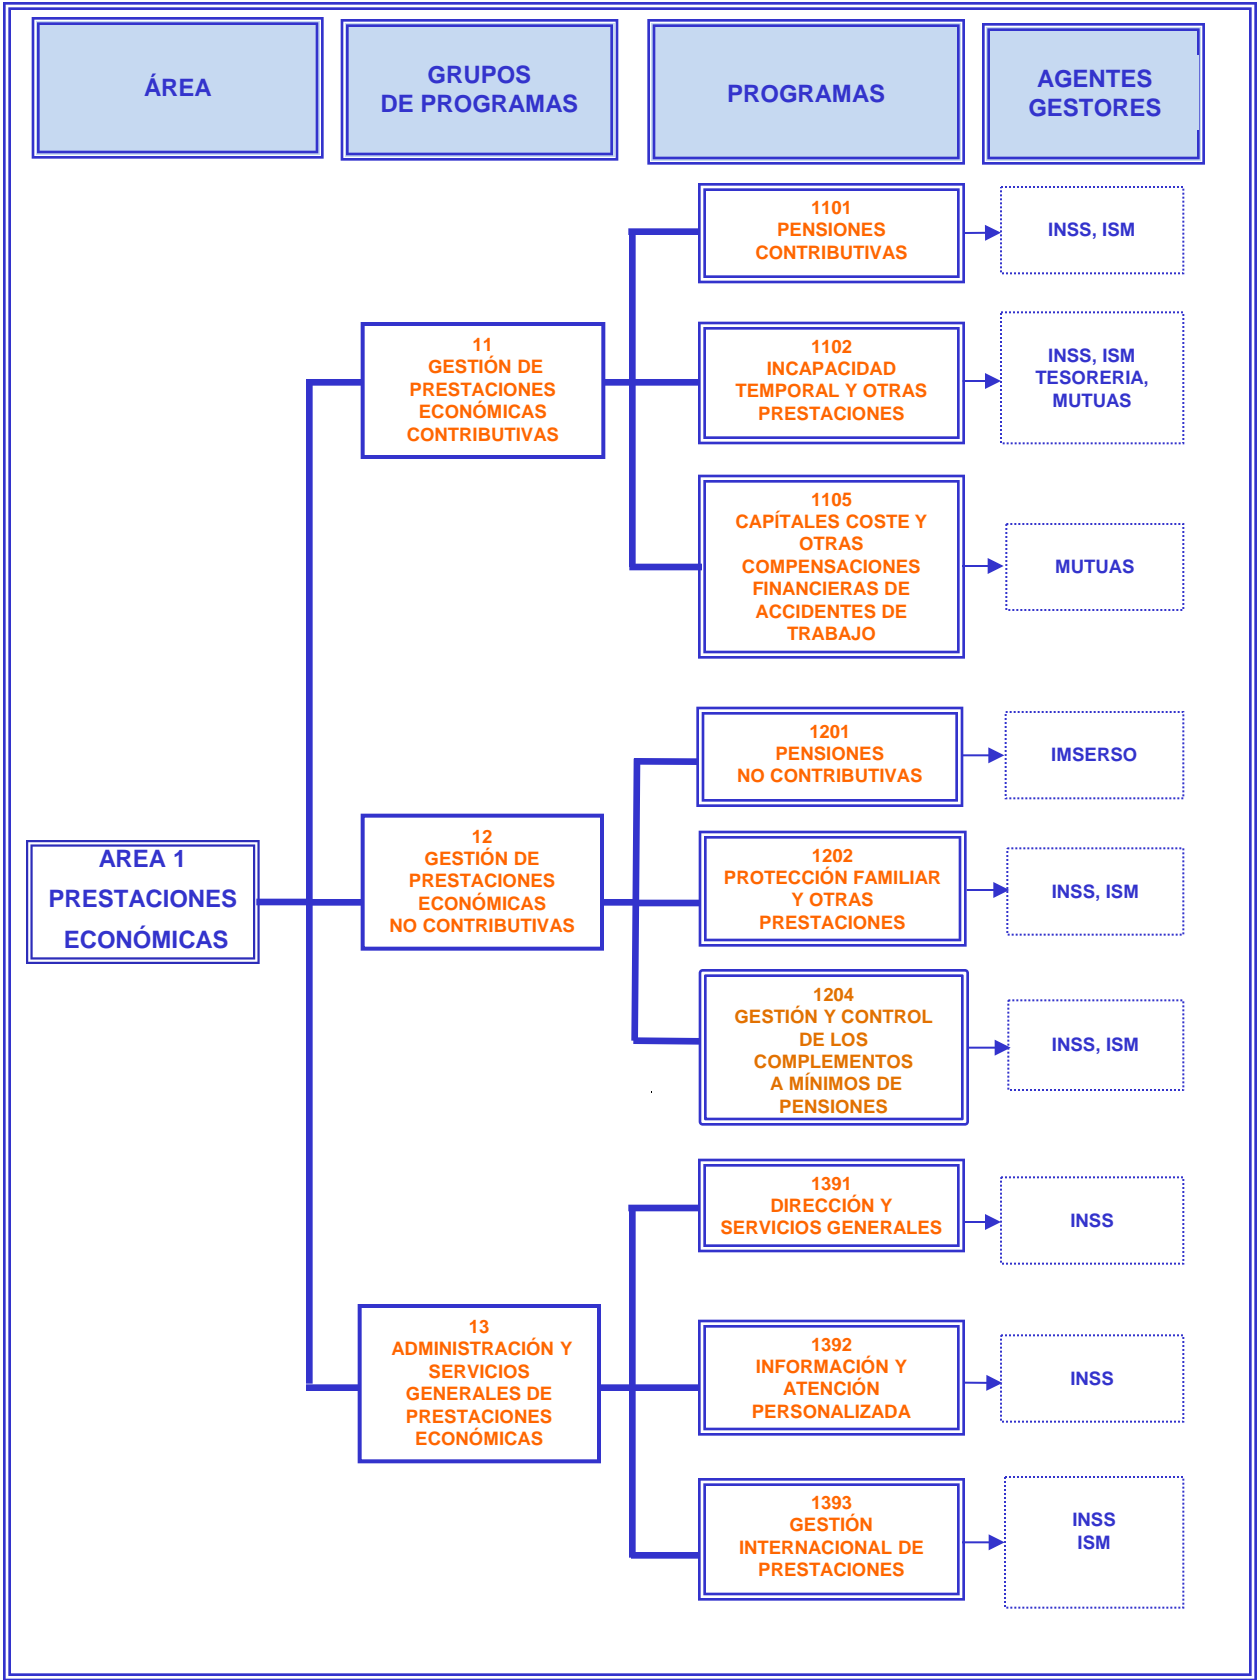 ÁREA
GRUPOS
DE PROGRAMAS
PROGRAMAS
AGENTES
GESTORES
AREA 1
PRESTACIONES
ECONÓMICAS
11
GESTIÓN DE
PRESTACIONES
ECONÓMICAS
CONTRIBUTIVAS
1101
PENSIONES
CONTRIBUTIVAS
INSS, ISM
1102
INCAPACIDAD
TEMPORAL Y OTRAS
PRESTACIONES
INSS, ISM
TESORERIA,
MUTUAS
1105
CAPÍTALES COSTE Y
OTRAS
COMPENSACIONES
FINANCIERAS DE
ACCIDENTES DE
TRABAJO
MUTUAS
12
GESTIÓN DE
PRESTACIONES
ECONÓMICAS
NO CONTRIBUTIVAS
1201
PENSIONES
NO CONTRIBUTIVAS
IMSERSO
1202
PROTECCIÓN FAMILIAR
Y OTRAS
PRESTACIONES
INSS, ISM
1204
GESTIÓN Y CONTROL
DE LOS
COMPLEMENTOS
A MÍNIMOS DE
PENSIONES
INSS, ISM
13
ADMINISTRACIÓN Y
SERVICIOS
GENERALES DE
PRESTACIONES
ECONÓMICAS
1391
DIRECCIÓN Y
SERVICIOS GENERALES
INSS
1392
INFORMACIÓN Y
ATENCIÓN
PERSONALIZADA
INSS
1393
GESTIÓN
INTERNACIONAL DE
PRESTACIONES
INSS
ISM